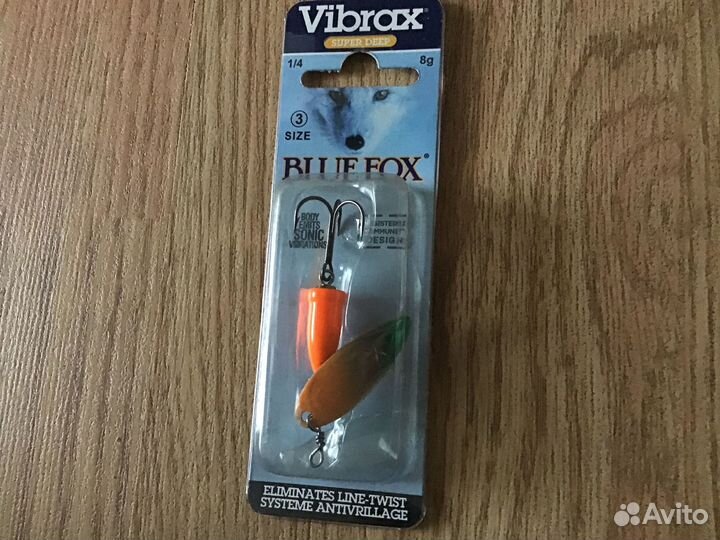 Vibrax®
SUPER DEEP
1/4
8g
3
SIZE
BLUE FOX®
BODY
EMITS
SONIC
VIBRATIONS
DESIGN
ELIMINATES LINE-TWIST
SYSTEME ANTIVRILLAGE
Avito